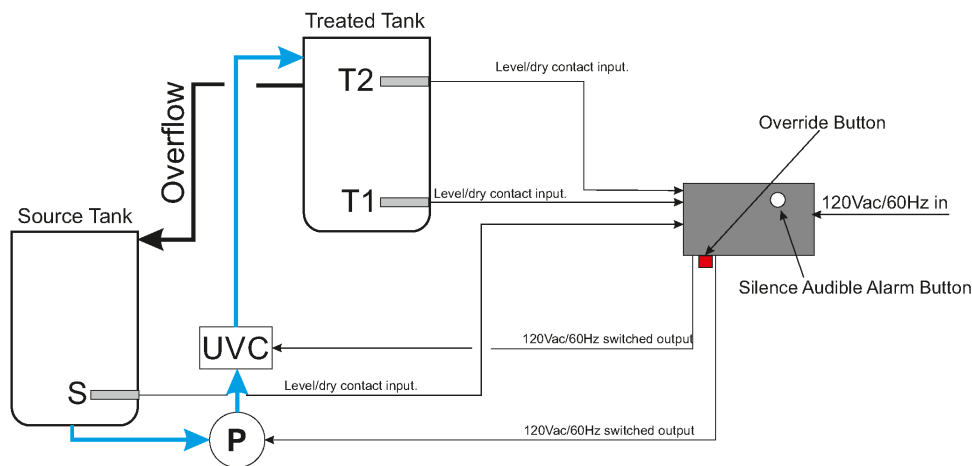 Treated Tank
T2
Level/dry contact input.
Overflow
Override Button
T1
Level/dry contact input.
Source Tank
120Vac/60Hz in
Silence Audible Alarm Button
UVC
120Vac/60Hz switched output
S
Level/dry contact input.
P
120Vac/60Hz switched output